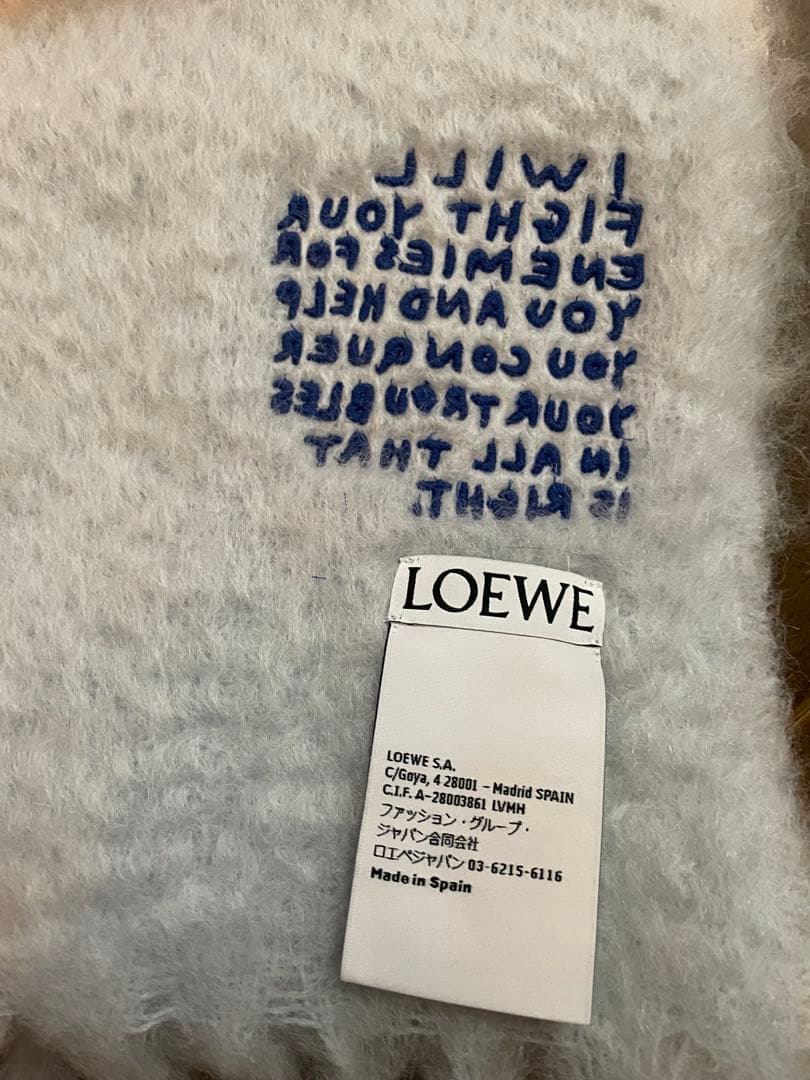 I WILL
FIGHT YOUR
ENEMIES FOR
YOU AND HELP
YOU CONQUER
YOUR TROUBLES
IN ALL THAT
IS RIGHT.
LOEWE
LOEWE S.A.
C/Goya, 4 28001 - Madrid SPAIN
C.I.F. A-28003861 LVMH
ファッション・グループ・
ジャパン合同会社
ロエベジャパン 03-6215-6116
Made in Spain